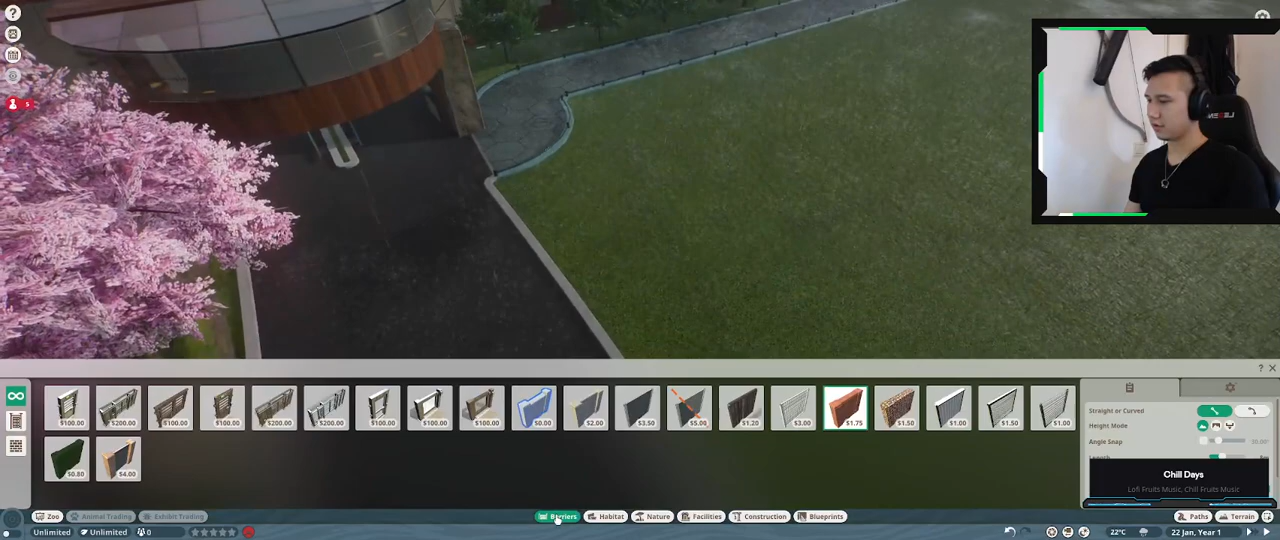 ?
5
?
×
$100.00
$200.00
$100.00
$100.00
$200.00
$200.00
$100.00
$100.00
$100.00
$0.00
$2.00
$3.50
$5.00
$1.20
$3.00
$1.75
$1.50
$1.00
$1.50
$1.00
$0.80
$4.00
Straight or Curved
Height Mode
Angle Snap
Length
Chill Days
Lofi Fruits Music, Chill Fruits Music
Zoo
Animal Trading
Exhibit Trading
Barriers
Habitat
Nature
Facilities
Construction
Blueprints
Paths
Terrain
Unlimited
Unlimited
0
22°C
22 Jan, Year 1